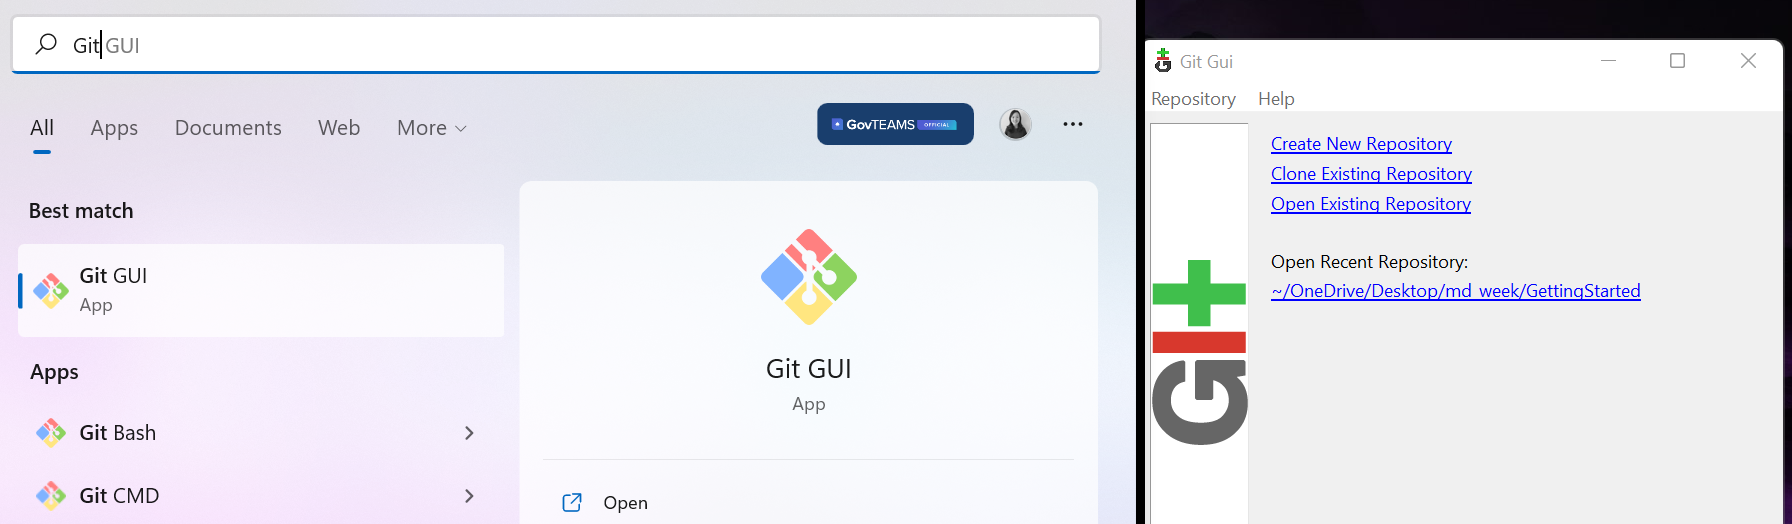 Git GUI
All Apps Documents Web More
GovTEAMS OFFICIAL
Best match
Git GUI
App
Apps
Git Bash
Git CMD
Git GUI
App
Open
Git Gui
Repository Help
Create New Repository
Clone Existing Repository
Open Existing Repository
Open Recent Repository:
~/OneDrive/Desktop/md_week/GettingStarted
Git